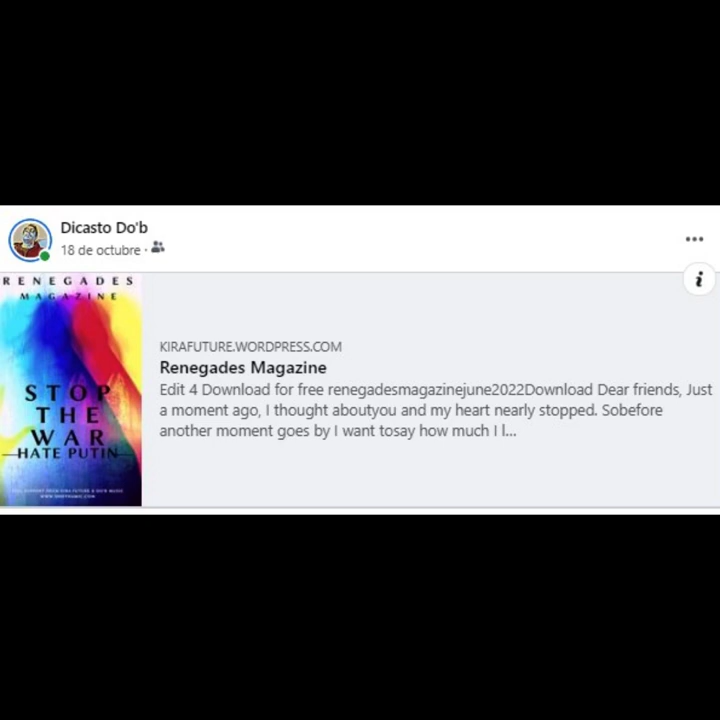 Dicasto Do'b
18 de octubre ·
RENEGADES
MAGAZINE
STOP
THE
WAR
HATE PUTIN
KIRAFUTURE.WORDPRESS.COM
Renegades Magazine
Edit 4 Download for free renegadesmagazinejune2022Download Dear friends, Just
a moment ago, I thought aboutyou and my heart nearly stopped. Sobefore
another moment goes by I want tosay how much I l...